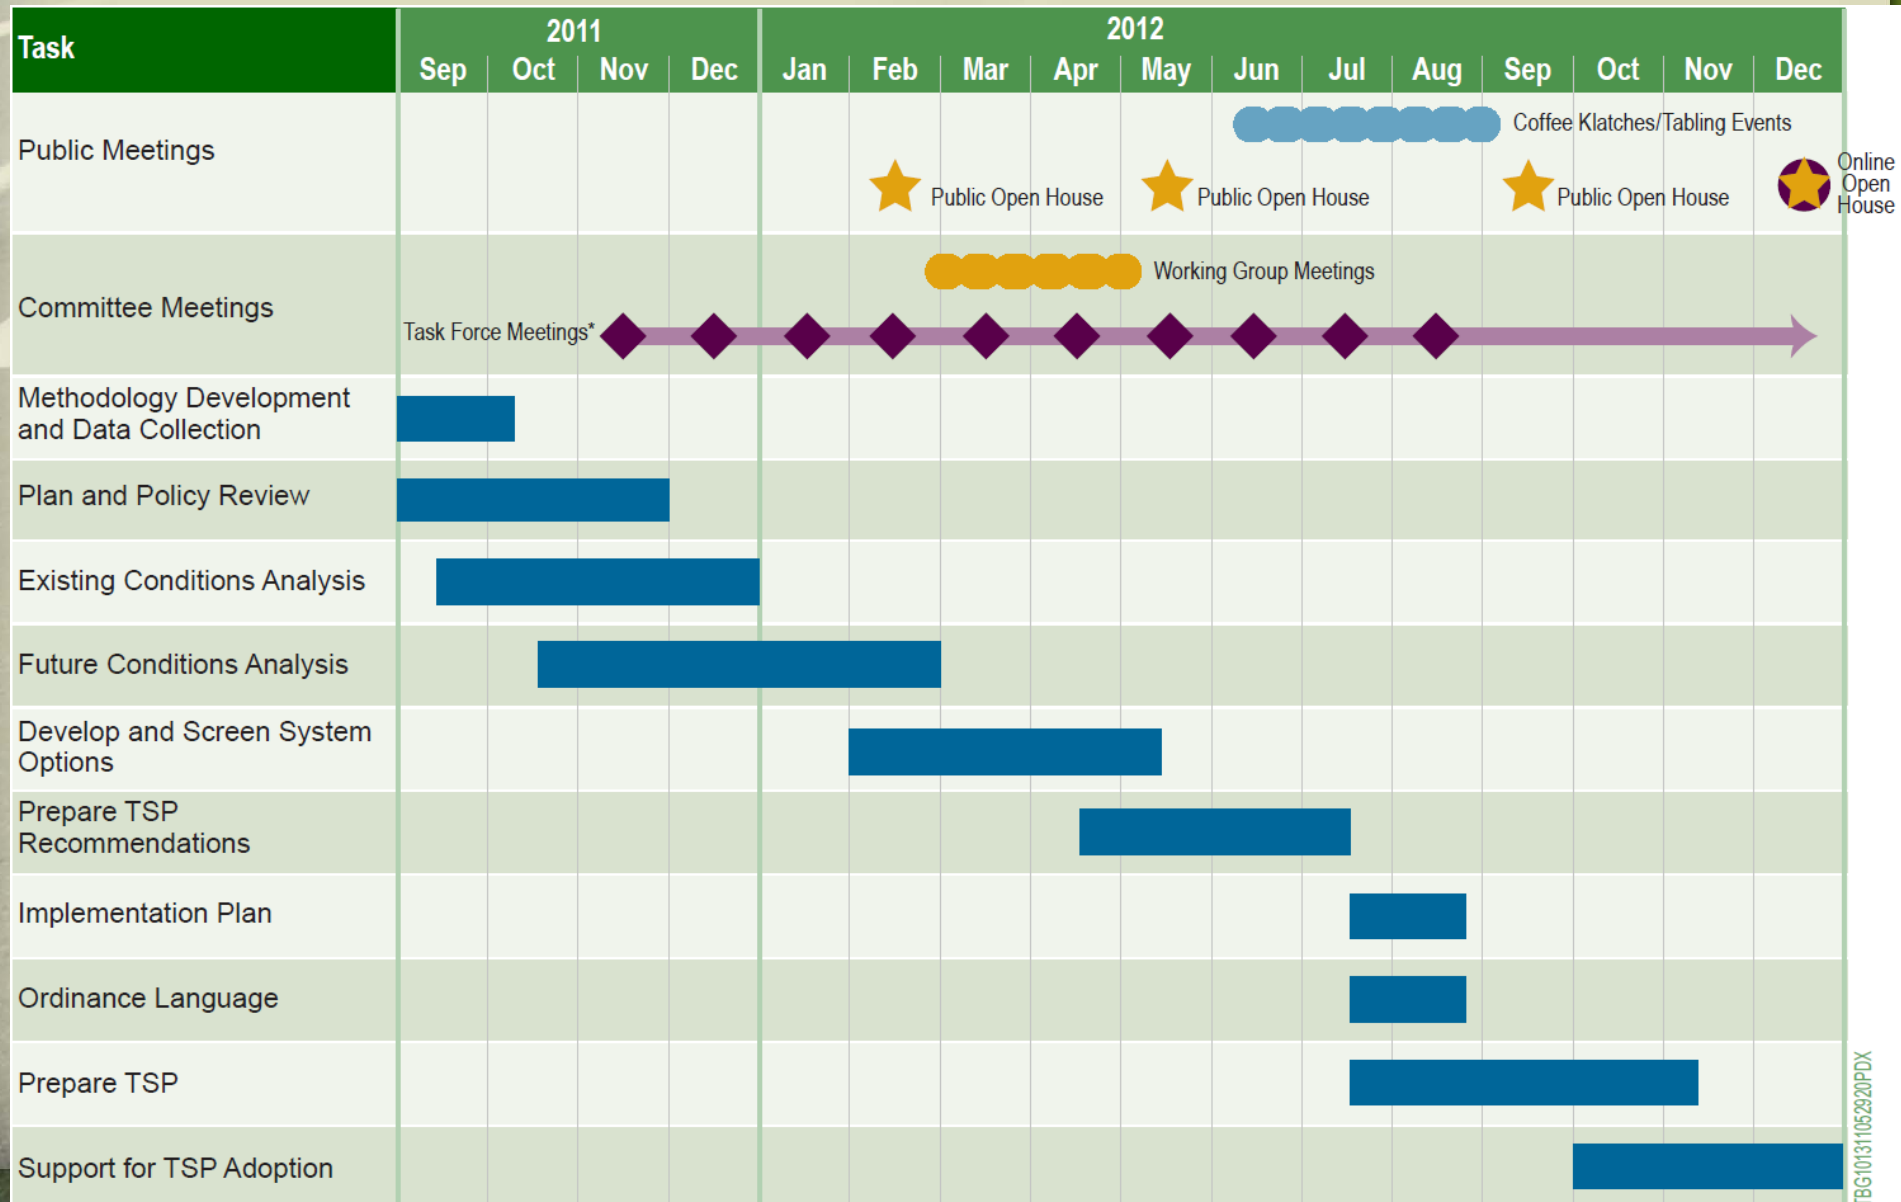 Task
2011
2012
Sep Oct Nov Dec Jan Feb Mar Apr May Jun Jul Aug Sep Oct Nov Dec
Public Meetings
Coffee Klatches/Tabling Events
Public Open House
Public Open House
Public Open House
Online
Open
House
Committee Meetings
Working Group Meetings
Task Force Meetings*
Methodology Development
and Data Collection
Plan and Policy Review
Existing Conditions Analysis
Future Conditions Analysis
Develop and Screen System
Options
Prepare TSP
Recommendations
Implementation Plan
Ordinance Language
Prepare TSP
Support for TSP Adoption
TBG101311052920PDX